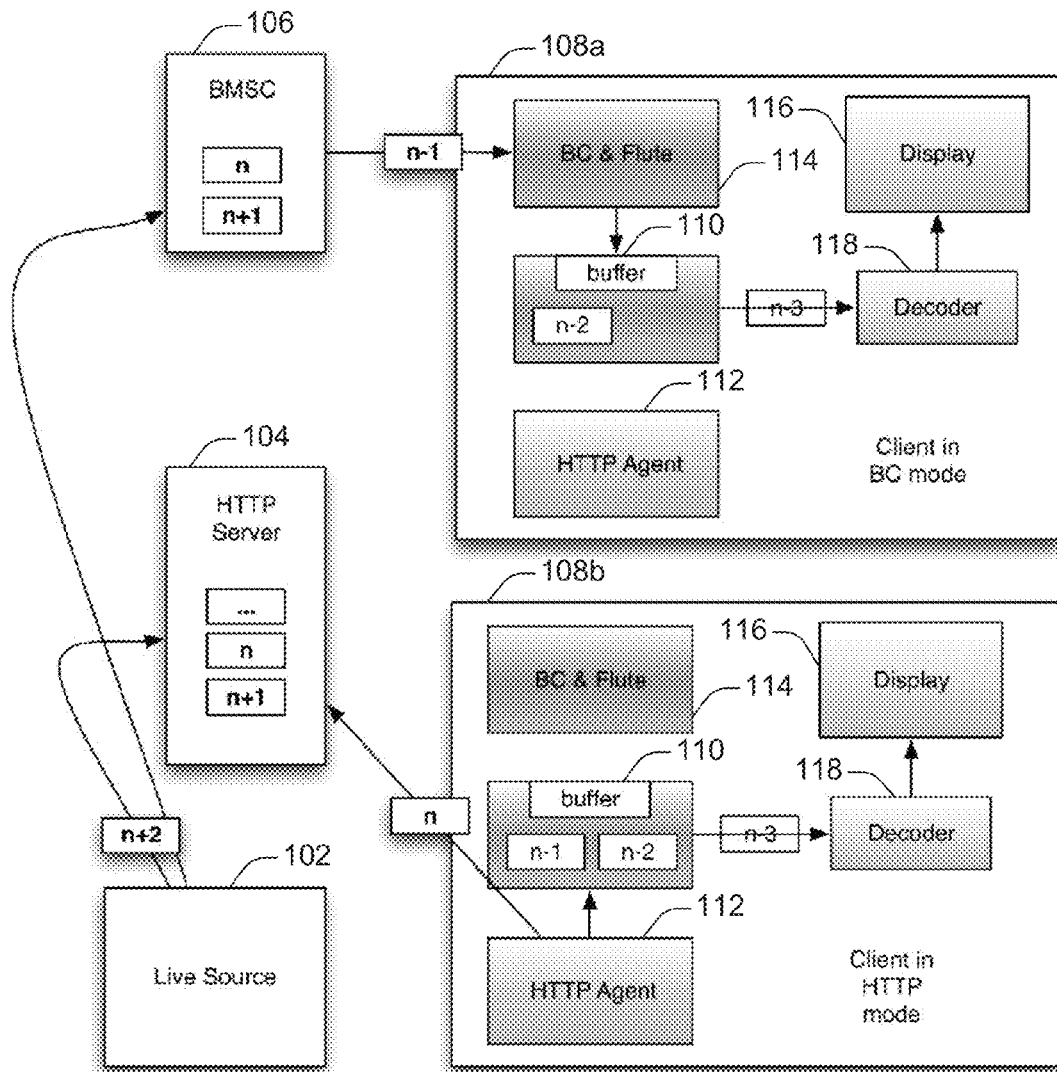 106
BMSC
n
n+1
n-1
108a
BC & Flute
114
116
Display
110
buffer
n-2
n-3
118
Decoder
112
HTTP Agent
Client in
BC mode
104
HTTP
Server
...
n
n+1
108b
BC & Flute
114
116
Display
110
buffer
n
n-1
n-2
n-3
118
Decoder
112
HTTP Agent
Client in
HTTP
mode
n+2
102
Live Source